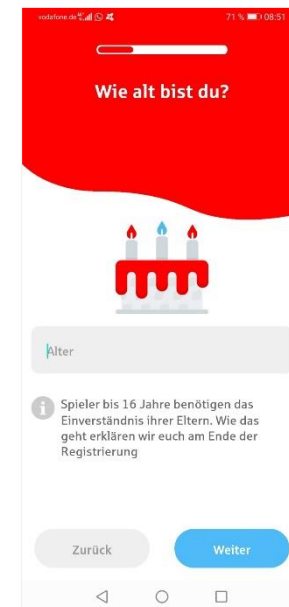 vodafone.de 71 % 08:51
Wie alt bist du?
Alter
Spieler bis 16 Jahre benötigen das
Einverständnis ihrer Eltern. Wie das
geht erklären wir euch am Ende der
Registrierung
Zurück Weiter